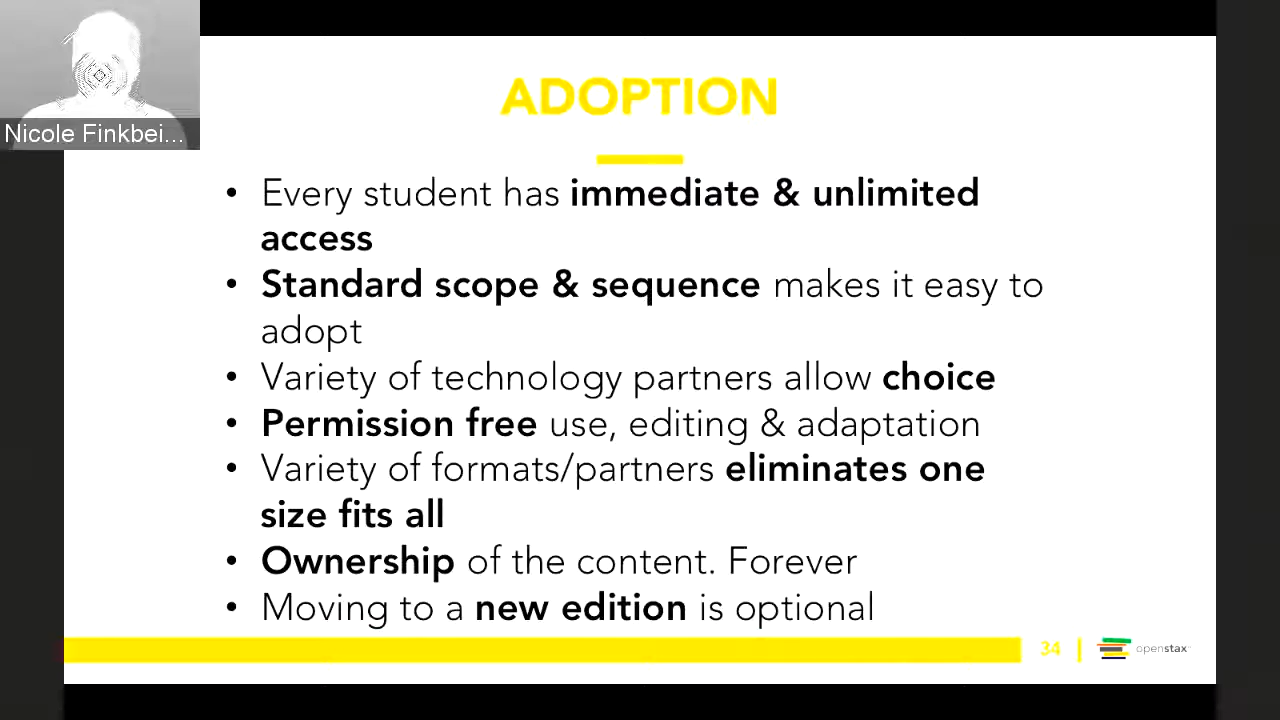 Nicole Finkbei...
ADOPTION
• Every student has immediate & unlimited
access
• Standard scope & sequence makes it easy to
adopt
• Variety of technology partners allow choice
• Permission free use, editing & adaptation
• Variety of formats/partners eliminates one
size fits all
• Ownership of the content. Forever
• Moving to a new edition is optional
34 | openstax™